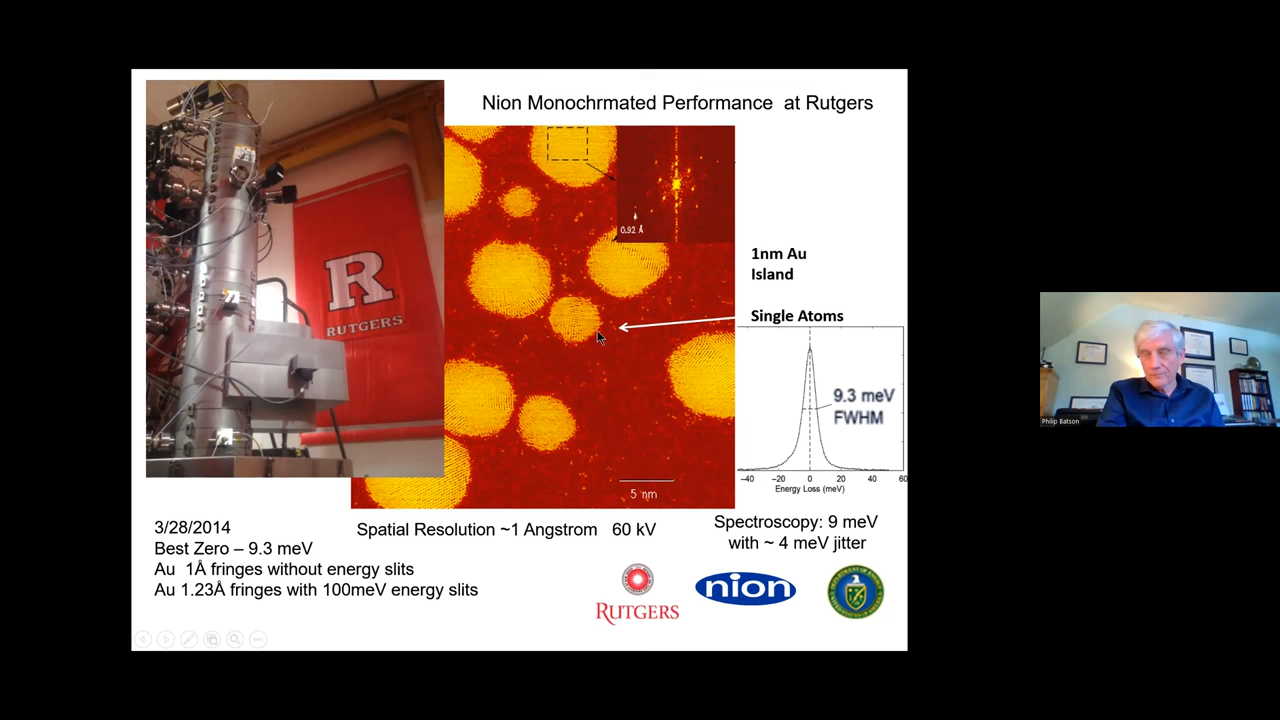 Nion Monochrmated Performance at Rutgers
R
RUTGERS
0.92 Å
1nm Au
Island
Single Atoms
9.3 meV
FWHM
-40 -20 0 20 40 60
Energy Loss (meV)
5 nm
3/28/2014
Best Zero – 9.3 meV
Au 1Å fringes without energy slits
Au 1.23Å fringes with 100meV energy slits
Spatial Resolution ~1 Angstrom 60 kV
Spectroscopy: 9 meV
with ~ 4 meV jitter
RUTGERS
nion
Philip Batson